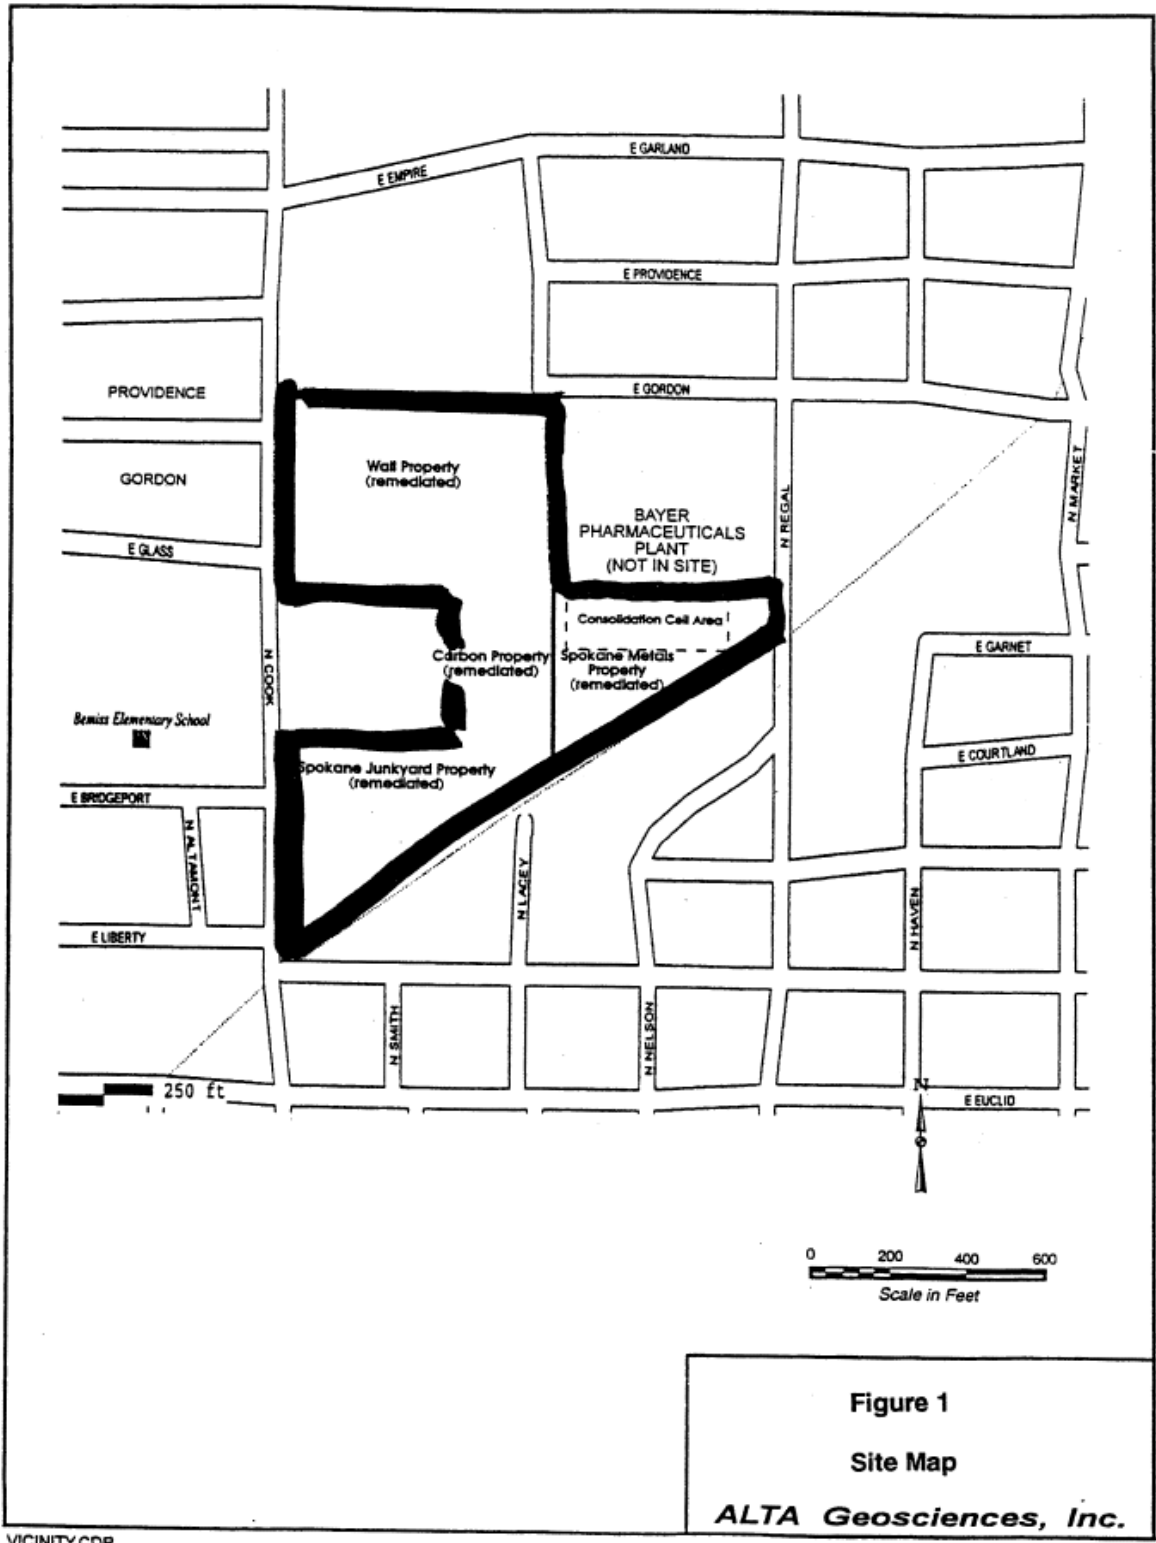 E GARLAND
E EMPIRE
E PROVIDENCE
PROVIDENCE
E GORDON
Wall Property
(remediated)
GORDON
N MARKET
N REGAL
BAYER
PHARMACEUTICALS
PLANT
(NOT IN SITE)
E GLASS
Consolidation Cell Area
N COOK
Carbon Property
(remediated)
Spokane Metals
Property
(remediated)
E GARNET
Bemiss Elementary School
E COURTLAND
Spokane Junkyard Property
(remediated)
E BRIDGEPORT
N ALTAMONT
N LACEY
N HAVEN
E LIBERTY
N SMITH
N NELSON
250 ft
N
E EUCLID
0 200 400 600
Scale in Feet
Figure 1
Site Map
ALTA Geosciences, Inc.
VICINITY.CDR